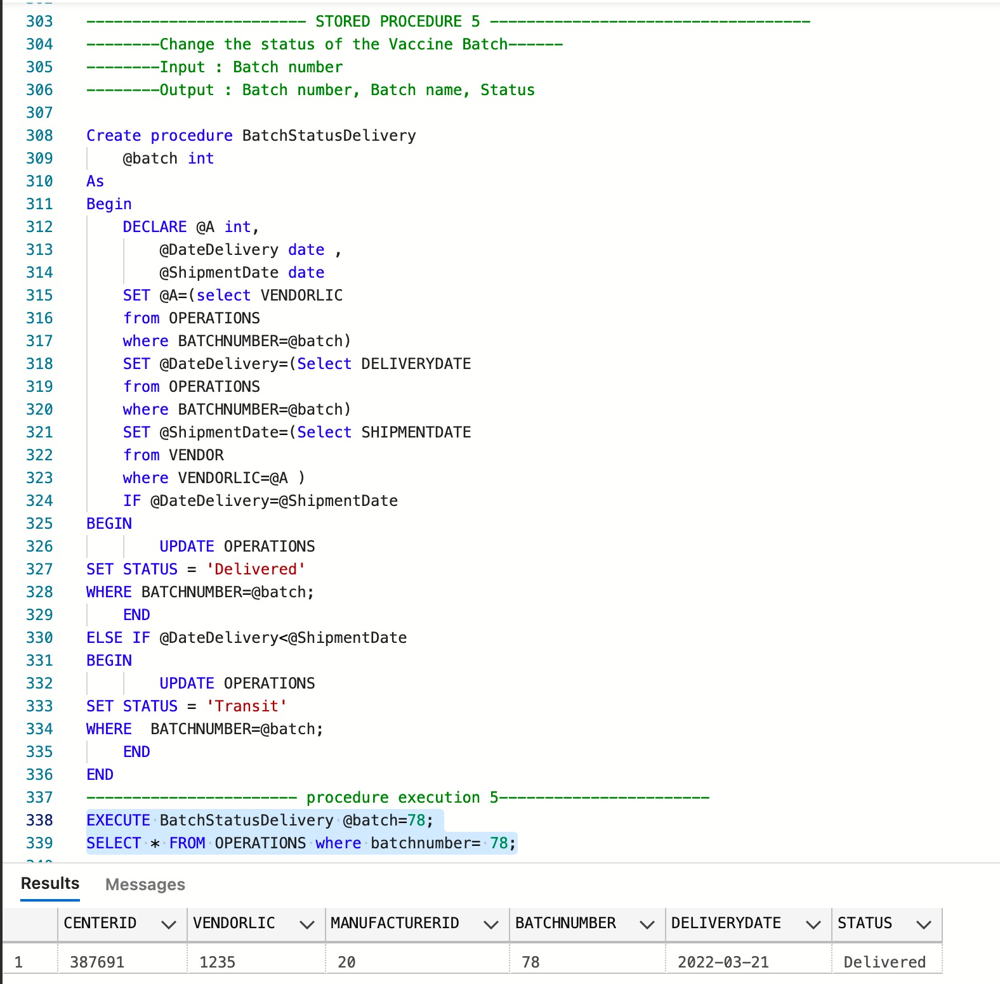 303 ------------------------ STORED PROCEDURE 5 -----------------------------------
304 --------Change the status of the Vaccine Batch------
305 --------Input : Batch number
306 --------Output : Batch number, Batch name, Status
307
308 Create procedure BatchStatusDelivery
309     @batch int
310 As
311 Begin
312     DECLARE @A int,
313         @DateDelivery date ,
314         @ShipmentDate date
315     SET @A=(select VENDORLIC
316     from OPERATIONS
317     where BATCHNUMBER=@batch)
318     SET @DateDelivery=(Select DELIVERYDATE
319     from OPERATIONS
320     where BATCHNUMBER=@batch)
321     SET @ShipmentDate=(Select SHIPMENTDATE
322     from VENDOR
323     where VENDORLIC=@A )
324     IF @DateDelivery=@ShipmentDate
325 BEGIN
326         UPDATE OPERATIONS
327 SET STATUS = 'Delivered'
328 WHERE BATCHNUMBER=@batch;
329     END
330 ELSE IF @DateDelivery<@ShipmentDate
331 BEGIN
332         UPDATE OPERATIONS
333 SET STATUS = 'Transit'
334 WHERE  BATCHNUMBER=@batch;
335     END
336 END
337 ----------------------- procedure execution 5-----------------------
338 EXECUTE BatchStatusDelivery @batch=78;
339 SELECT * FROM OPERATIONS where batchnumber= 78;
Results Messages
CENTERID VENDORLIC MANUFACTURERID BATCHNUMBER DELIVERYDATE STATUS
1 387691 1235 20 78 2022-03-21 Delivered